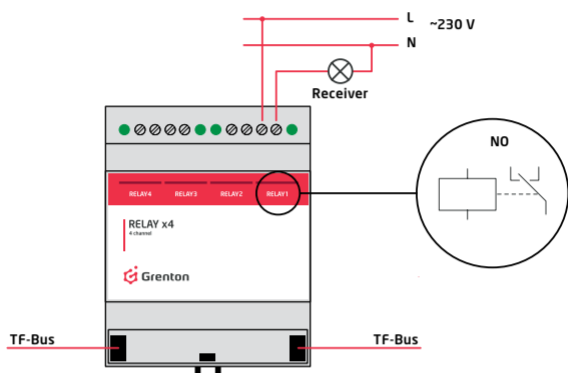 L ~230 V
N
Receiver
NO
RELAY4 RELAY3 RELAY2 RELAY1
RELAY x4
4 channel
Grenton
TF-Bus TF-Bus